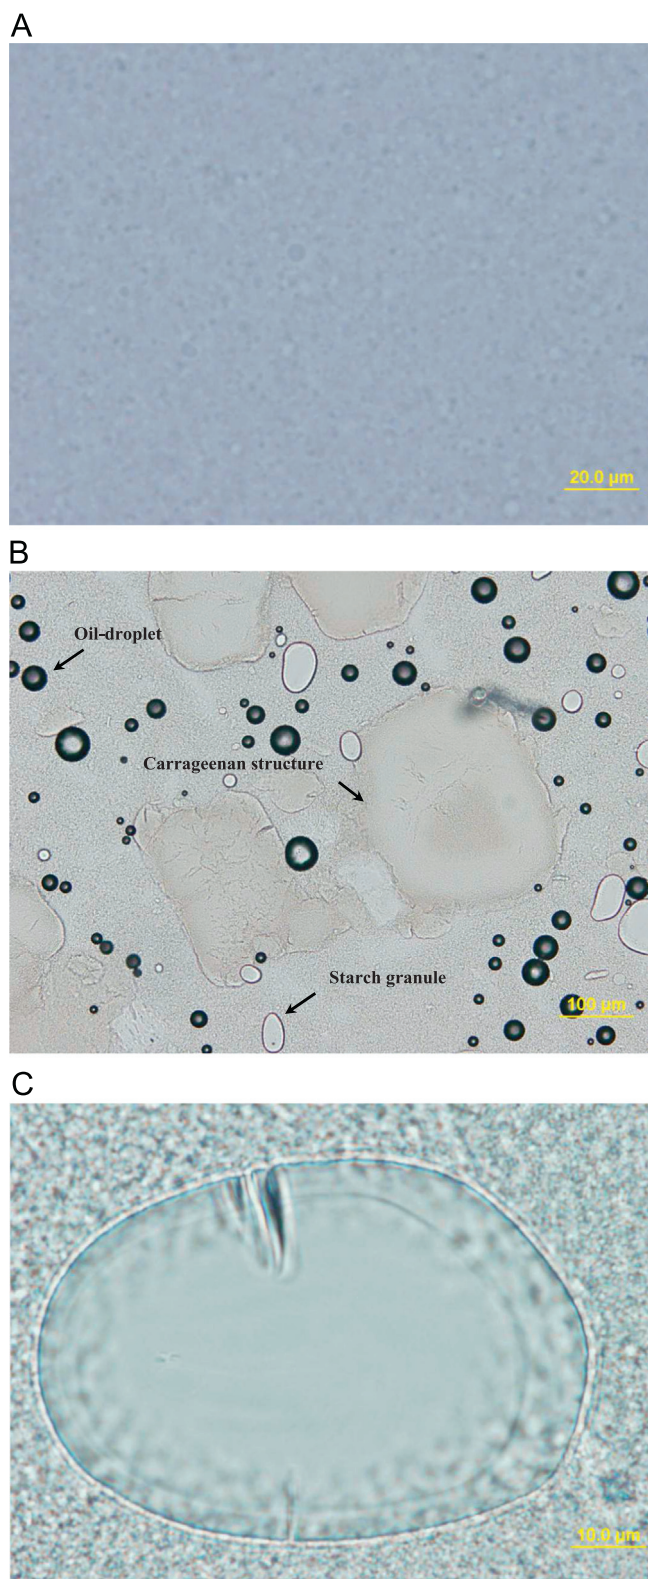 A
20.0 µm
B
Oil-droplet
Carrageenan structure
Starch granule
100 µm
C
10.0 µm